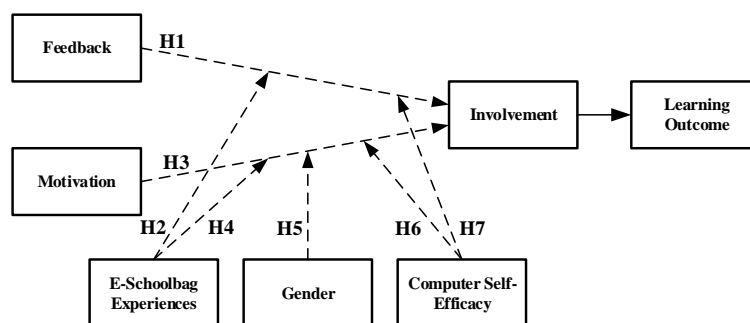 Feedback
H1
Involvement
Learning
Outcome
H3
Motivation
H2
H4
H5
H6
H7
E-Schoolbag
Experiences
Gender
Computer Self-
Efficacy